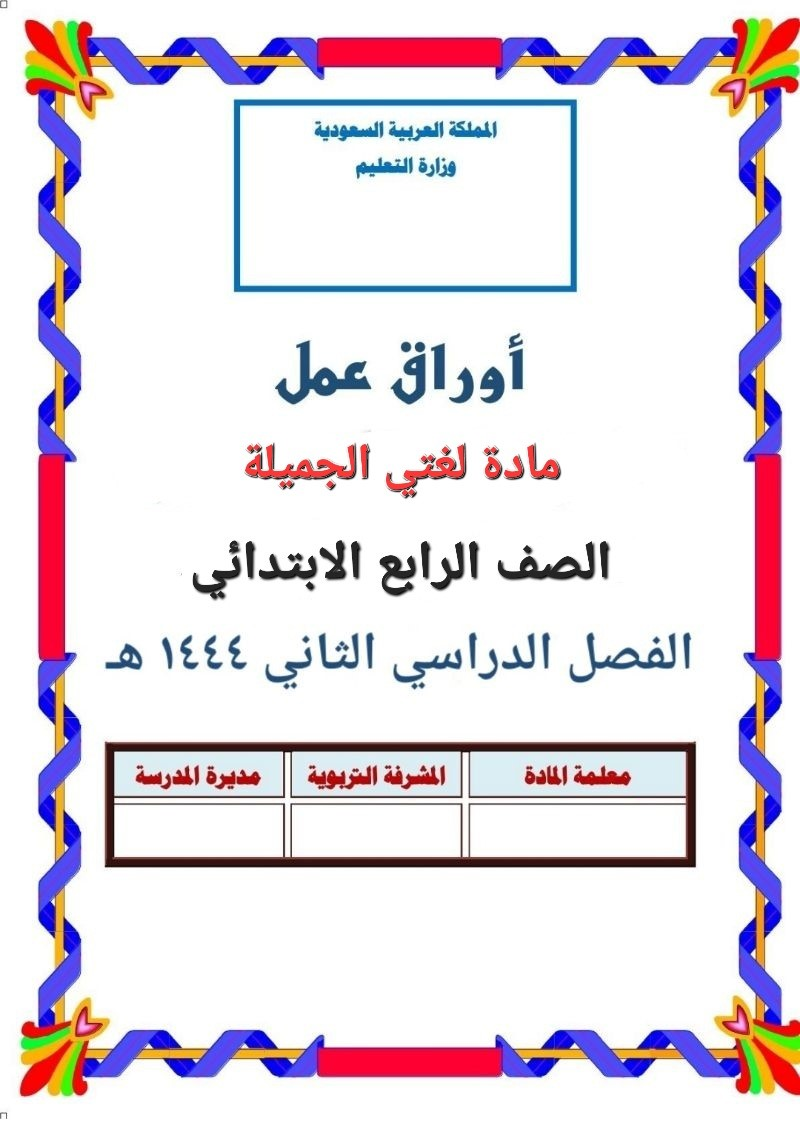 المملكة العربية السعودية
وزارة التعليم
أوراق عمل
مادة لغتي الجميلة
الصف الرابع الابتدائي
الفصل الدراسي الثاني ١٤٤٤ هـ
معلمة المادة المشرفة التربوية مديرة المدرسة